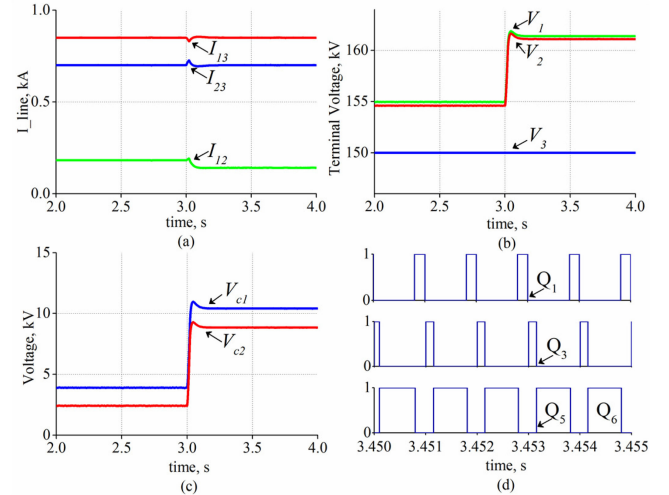 1.0
0.5
0.0
I_line, kA
I13
I23
I12
2.0 2.5 3.0 3.5 4.0
time, s
(a)
160
155
150
Terminal Voltage, kV
V1
V2
V3
2.0 2.5 3.0 3.5 4.0
time, s
(b)
15
10
5
0
Voltage, kV
Vc1
Vc2
2.0 2.5 3.0 3.5 4.0
time, s
(c)
1
0
Q1
1
0
Q3
1
0
Q5 Q6
3.450 3.451 3.452 3.453 3.454 3.455
time, s
(d)